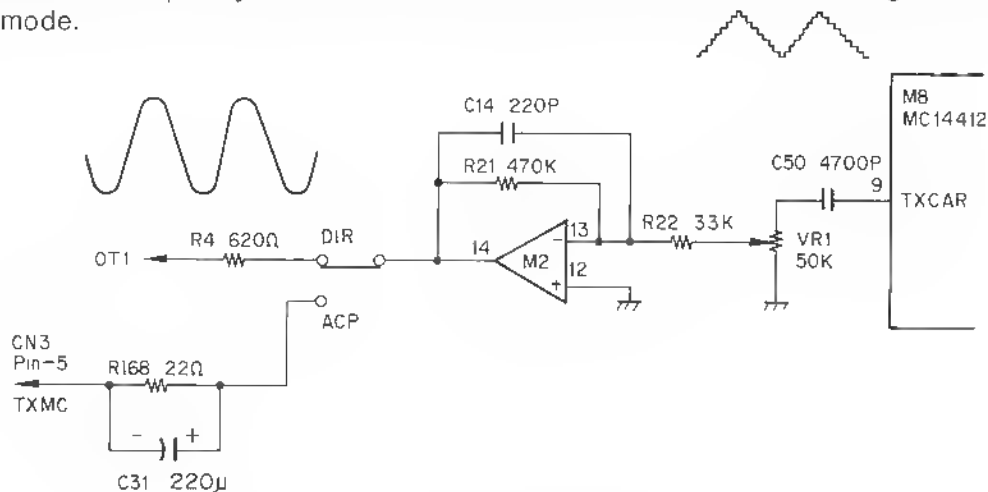 mode.
M8
MC14412
C14 220P
R21 470K
C50 4700P
9
TXCAR
R22 33K
VR1
50K
13
12
14
M2
-
+
R4 620Ω
DIR
OT1
ACP
CN3
Pin-5
R168 22Ω
TXMC
- +
C31 220μ